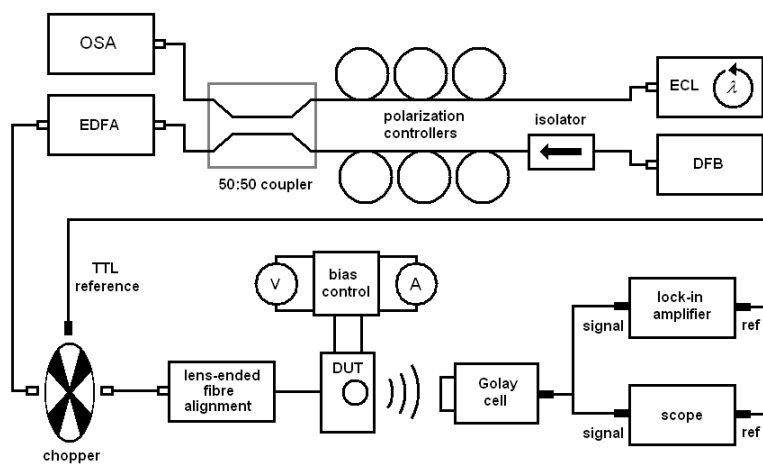 OSA
ECL
λ
EDFA
polarization
controllers
isolator
DFB
50:50 coupler
TTL
reference
V
bias
control
A
lock-in
amplifier
signal
ref
lens-ended
fibre
alignment
DUT
Golay
cell
scope
signal
ref
chopper